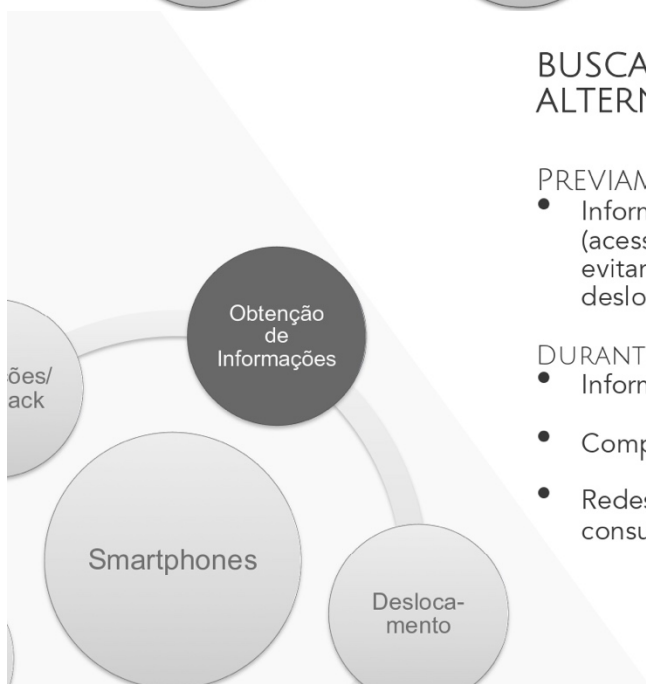 BUSCA
ALTERN
PREVIAM
Inform
(acess
evitar
deslo
DURANT
Inform
Comp
Redes
consu
Obtenção
de
Informações
ões/
ack
Smartphones
Desloca-
mento